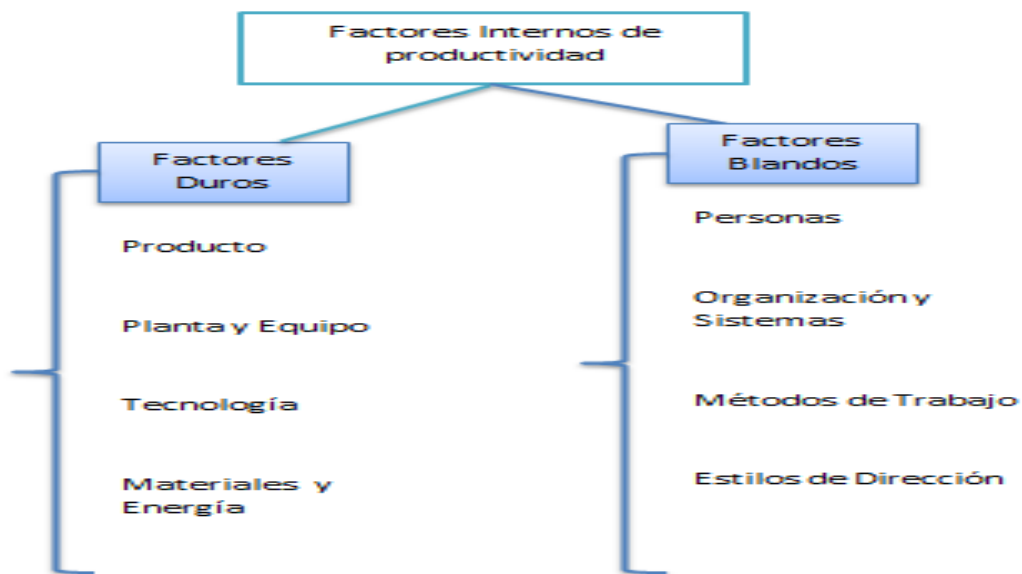 Factores Internos de
productividad
Factores
Duros
Producto
Planta y Equipo
Tecnología
Materiales y
Energía
Factores
Blandos
Personas
Organización y
Sistemas
Métodos de Trabajo
Estilos de Dirección